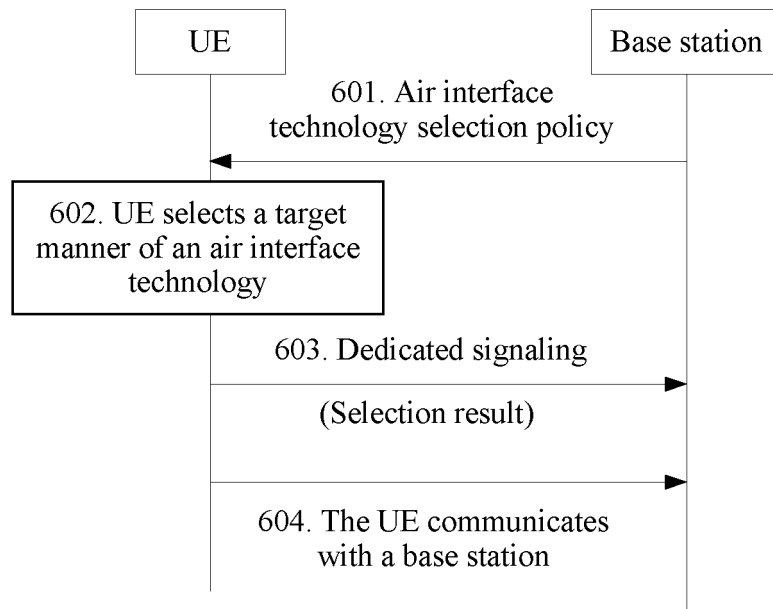 UE
Base station
601. Air interface
technology selection policy
602. UE selects a target
manner of an air interface
technology
603. Dedicated signaling
(Selection result)
604. The UE communicates
with a base station